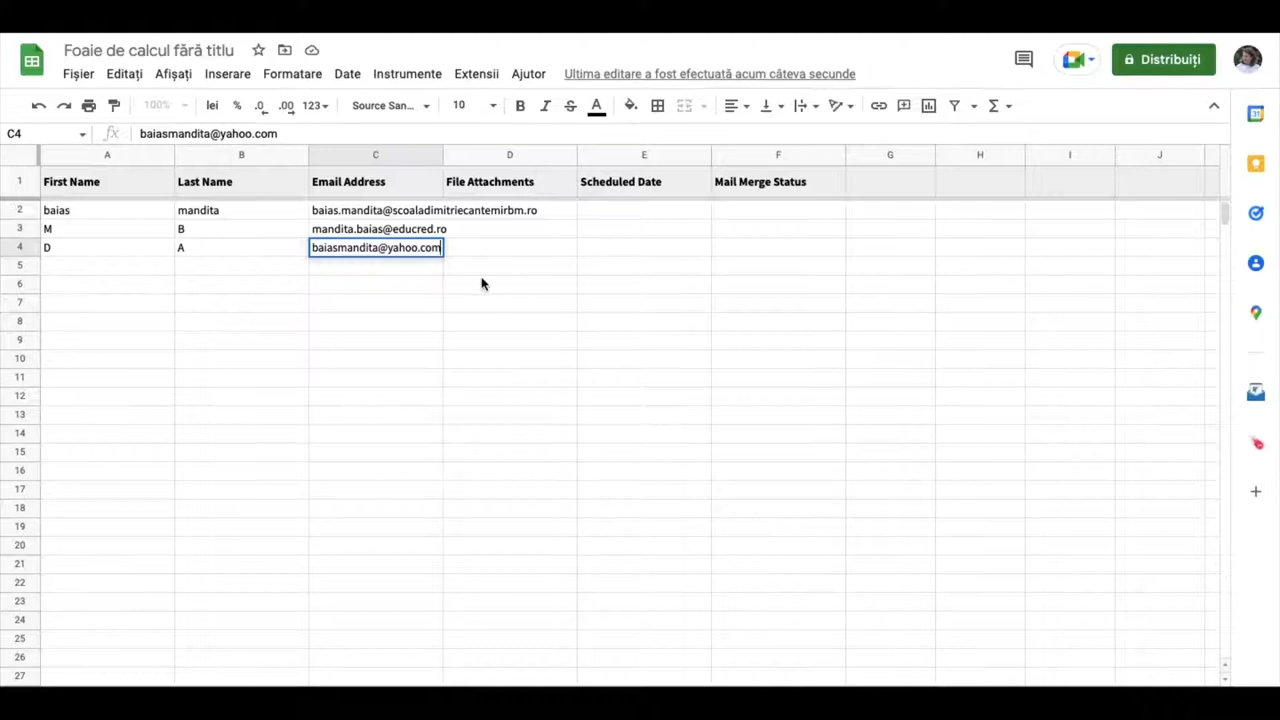 Foaie de calcul fără titlu
Fișier Editați Afișați Inserare Formatare Date Instrumente Extensii Ajutor Ultima editare a fost efectuată acum câteva secunde
Distribuiți
100% lei % .0 .00 123 Source San... 10 B I S A
C4 fx baiasmandita@yahoo.com
A B C D E F G H I J
1 First Name Last Name Email Address File Attachments Scheduled Date Mail Merge Status
2 baias mandita baias.mandita@scoaladimitriecantemirbm.ro
3 M B mandita.baias@educred.ro
4 D A baiasmandita@yahoo.com
5
6
7
8
9
10
11
12
13
14
15
16
17
18
19
20
21
22
23
24
25
26
27
31